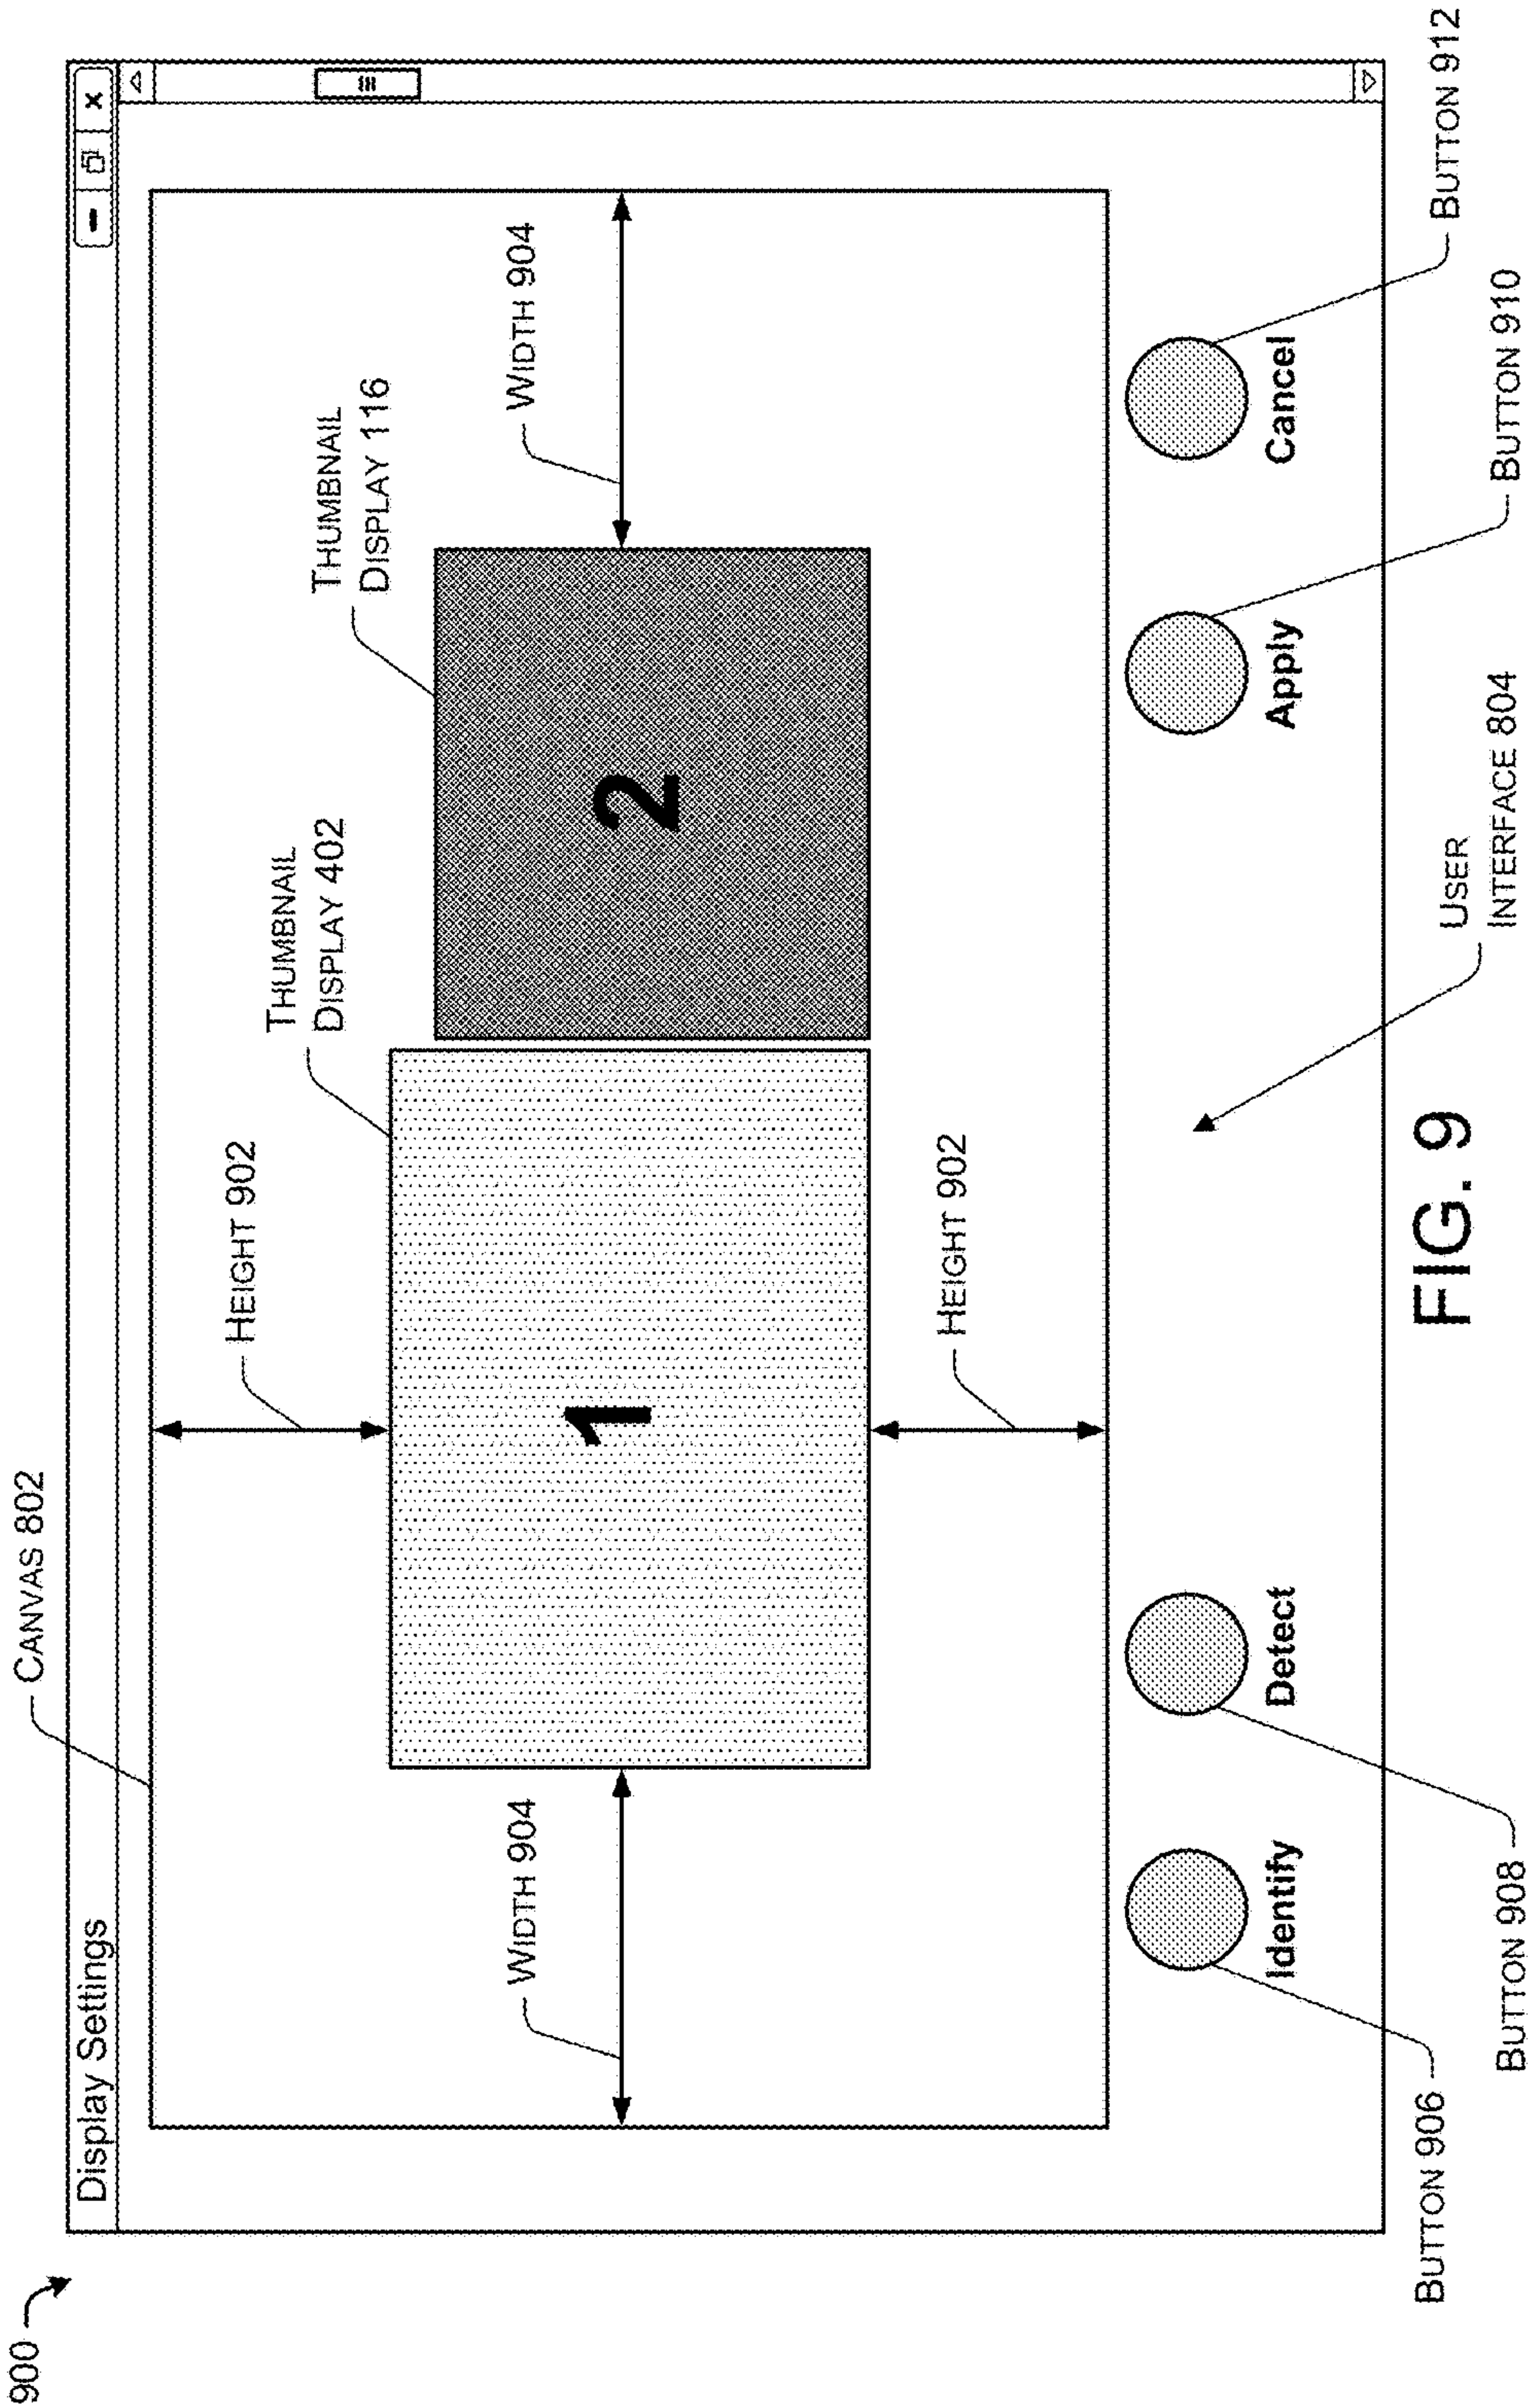 900
CANVAS 802
Display Settings
HEIGHT 902
THUMBNAIL
DISPLAY 402
THUMBNAIL
DISPLAY 116
WIDTH 904
WIDTH 904
1
2
HEIGHT 902
Identify
Detect
Apply
Cancel
BUTTON 906
BUTTON 908
USER
INTERFACE 804
BUTTON 910
BUTTON 912
FIG. 9